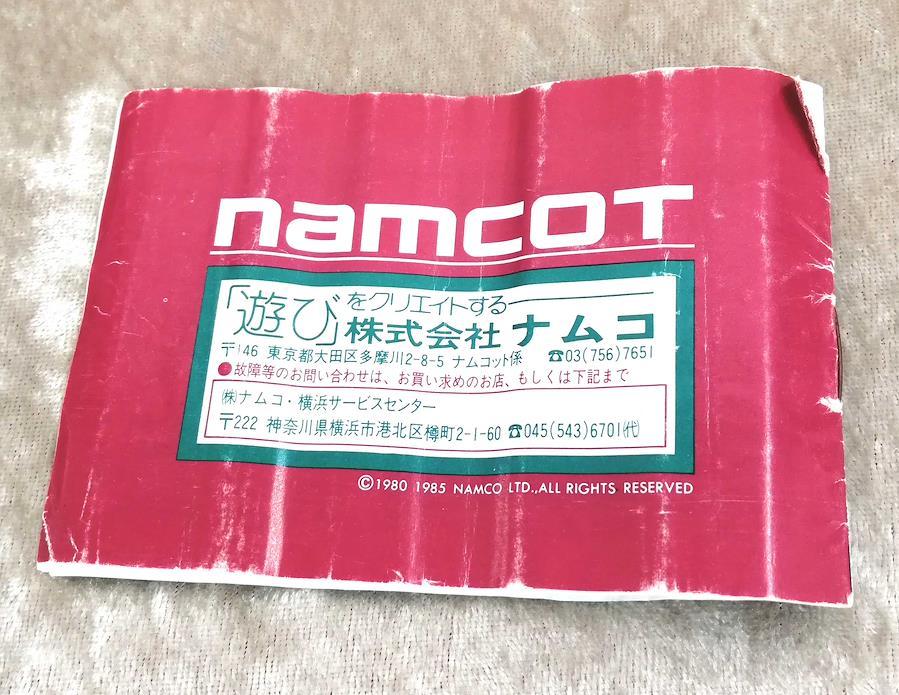 namcot
「遊び」をクリエイトする
株式会社 ナムコ
〒146 東京都大田区多摩川2-8-5 ナムコット係 ☎03(756)7651
●故障等のお問い合わせは、お買い求めのお店、もしくは下記まで
㈱ナムコ・横浜サービスセンター
〒222 神奈川県横浜市港北区樽町2-1-60 ☎045(543)6701㈹
©1980 1985 NAMCO LTD.,ALL RIGHTS RESERVED